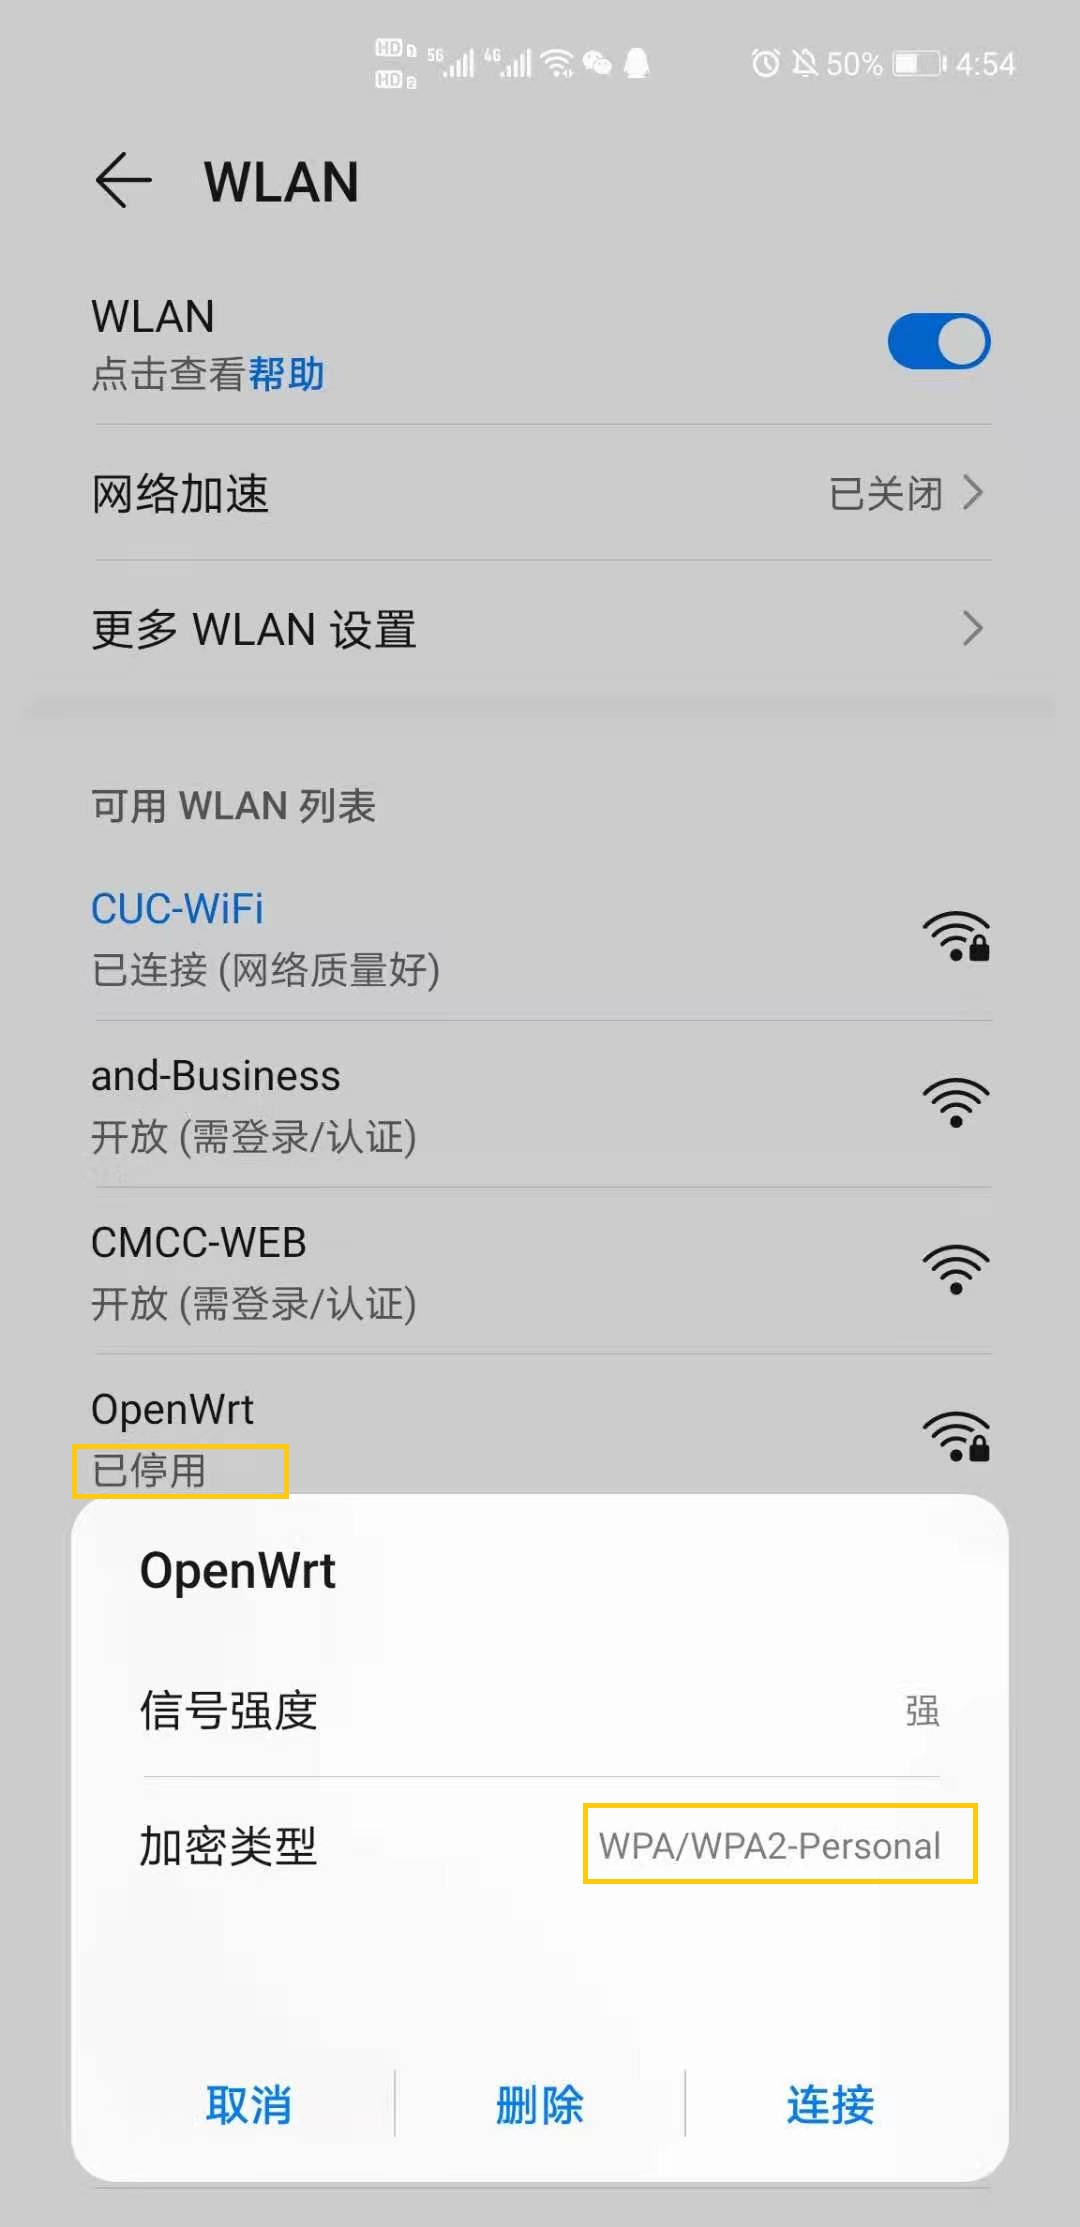 HD 1
HD 2
5G
4G
50%
4:54
WLAN
WLAN
点击查看帮助
网络加速
已关闭
更多 WLAN 设置
可用 WLAN 列表
CUC-WiFi
已连接 (网络质量好)
and-Business
开放 (需登录/认证)
CMCC-WEB
开放 (需登录/认证)
OpenWrt
已停用
OpenWrt
信号强度
强
加密类型
WPA/WPA2-Personal
取消
删除
连接